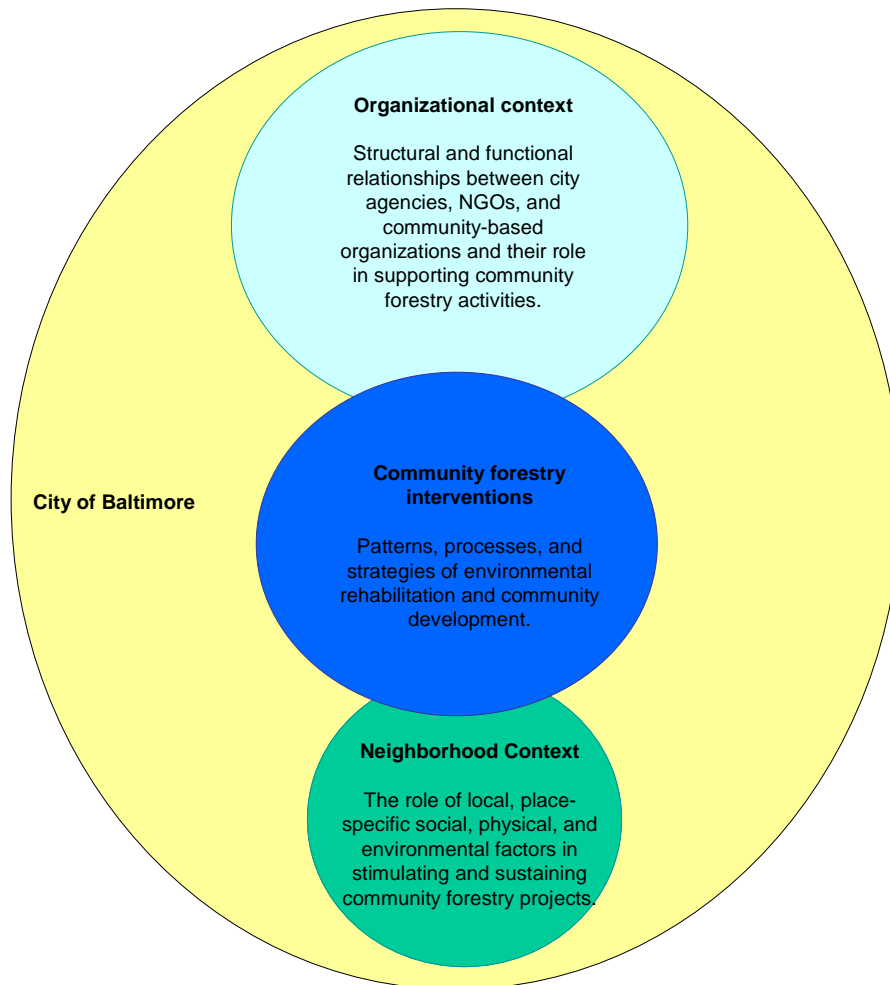 Organizational context
Structural and functional
relationships between city
agencies, NGOs, and
community-based
organizations and their role
in supporting community
forestry activities.
Community forestry
interventions
City of Baltimore
Patterns, processes, and
strategies of environmental
rehabilitation and community
development.
Neighborhood Context
The role of local, place-
specific social, physical, and
environmental factors in
stimulating and sustaining
community forestry projects.